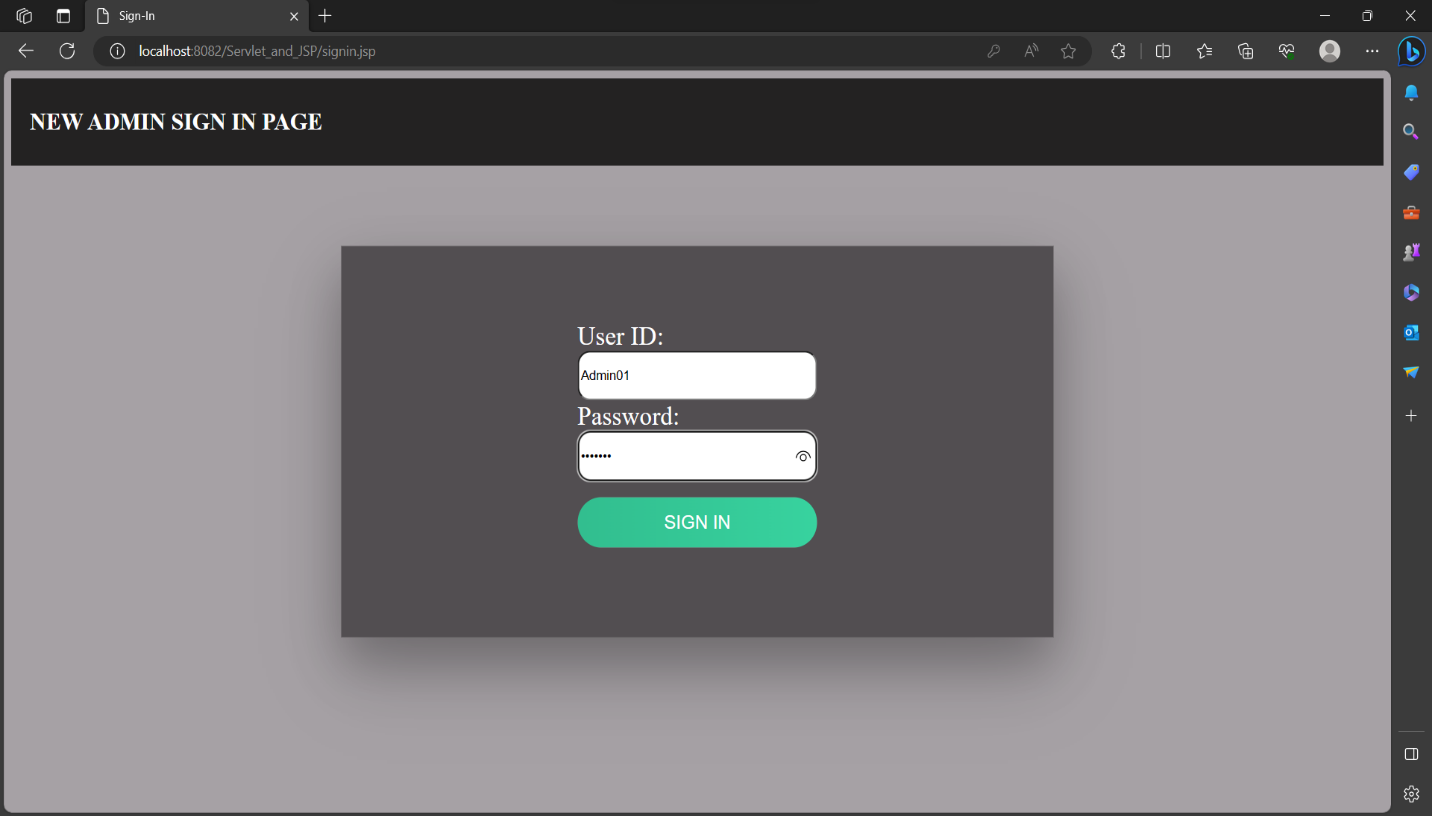 Sign-In
localhost:8082/Servlet_and_JSP/signin.jsp
NEW ADMIN SIGN IN PAGE
User ID:
Admin01
Password:
•••••••
SIGN IN